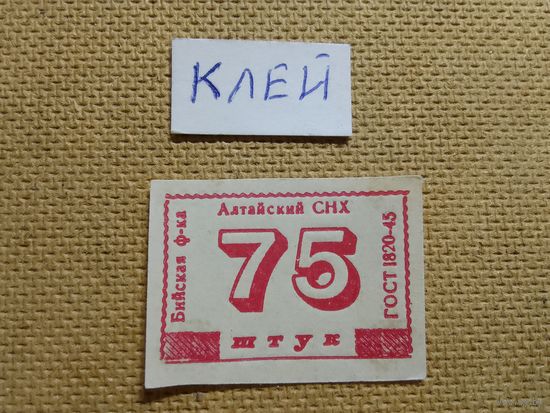 КЛЕЙ
Алтайский СНХ
Бийская ф-ка
75
ГОСТ 1820-45
штук